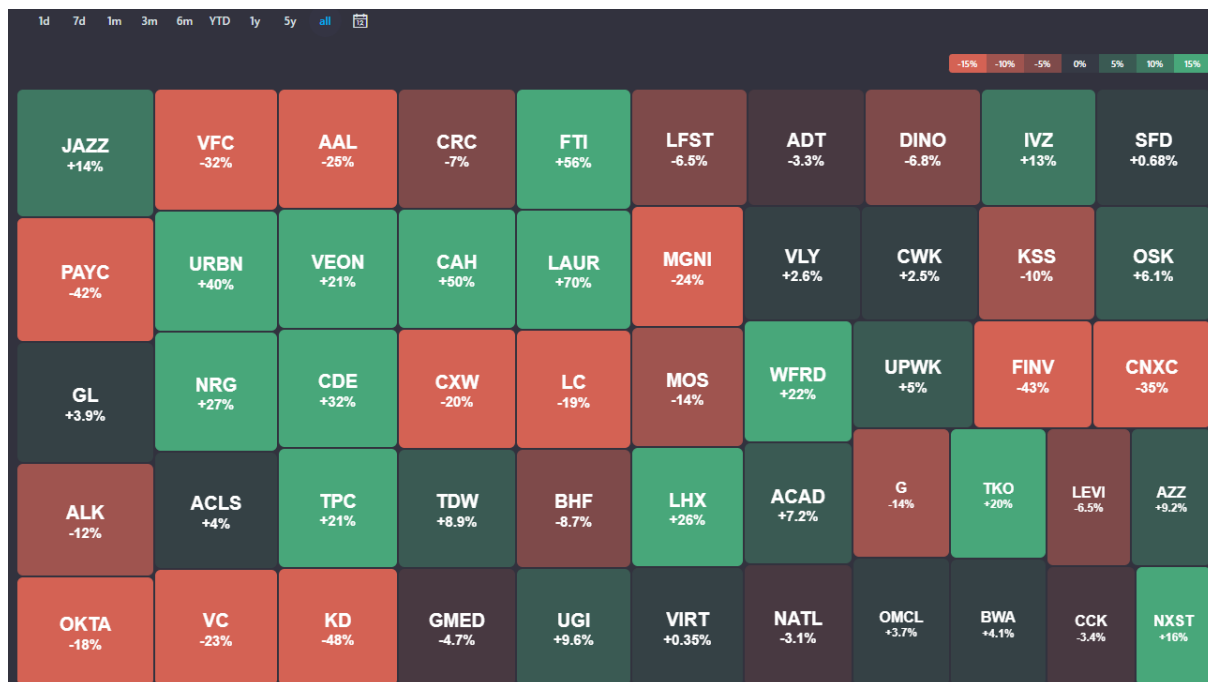 1d 7d 1m 3m 6m YTD 1y 5y all 12
-15% -10% -5% 0% 5% 10% 15%
JAZZ
+14%
VFC
-32%
AAL
-25%
CRC
-7%
FTI
+56%
LFST
-6.5%
ADT
-3.3%
DINO
-6.8%
IVZ
+13%
SFD
+0.68%
PAYC
-42%
URBN
+40%
VEON
+21%
CAH
+50%
LAUR
+70%
MGNI
-24%
VLY
+2.6%
CWK
+2.5%
KSS
-10%
OSK
+6.1%
GL
+3.9%
NRG
+27%
CDE
+32%
CXW
-20%
LC
-19%
MOS
-14%
WFRD
+22%
UPWK
+5%
FINV
-43%
CNXC
-35%
ALK
-12%
ACLS
+4%
TPC
+21%
TDW
+8.9%
BHF
-8.7%
LHX
+26%
ACAD
+7.2%
G
-14%
TKO
+20%
LEVI
-6.5%
AZZ
+9.2%
OKTA
-18%
VC
-23%
KD
-48%
GMED
-4.7%
UGI
+9.6%
VIRT
+0.35%
NATL
-3.1%
OMCL
+3.7%
BWA
+4.1%
CCK
-3.4%
NXST
+16%